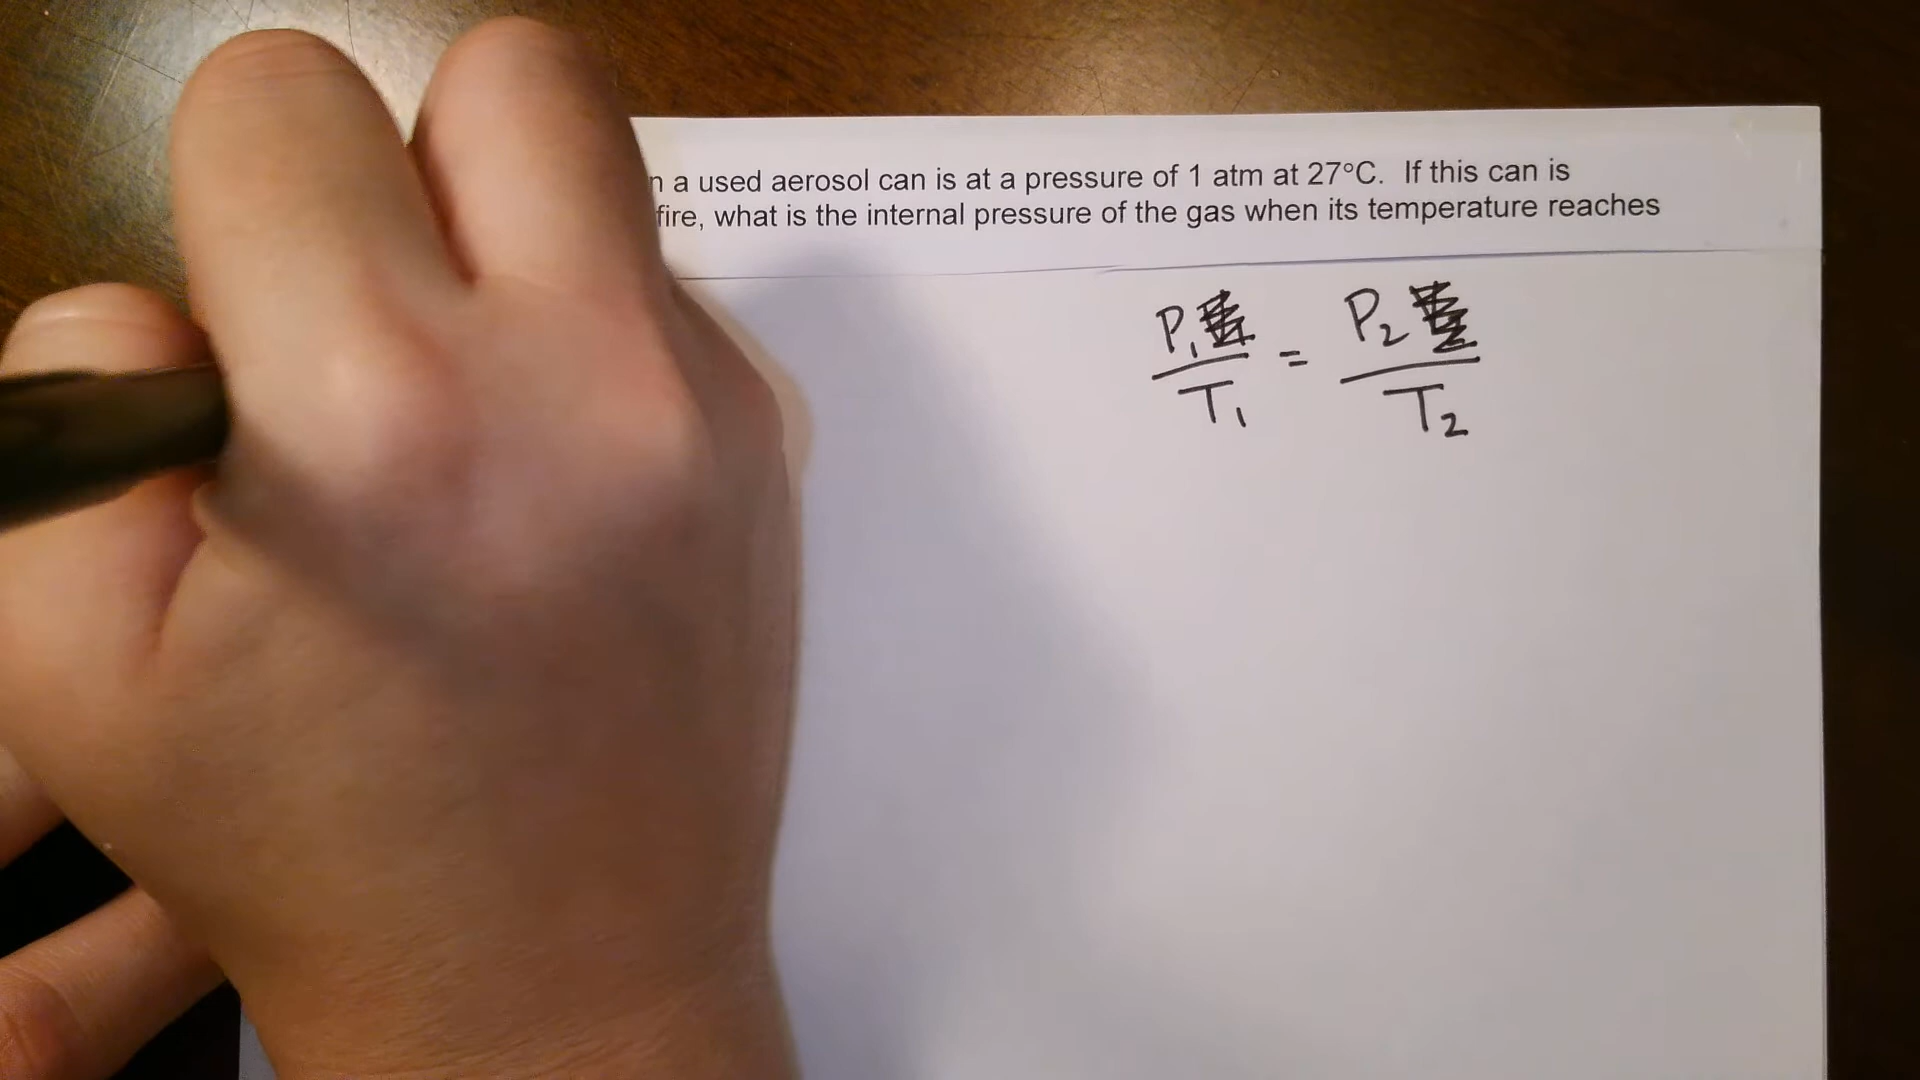 a used aerosol can is at a pressure of 1 atm at 27°C. If this can is
fire, what is the internal pressure of the gas when its temperature reaches
P₁ = P₂
T₁ T₂